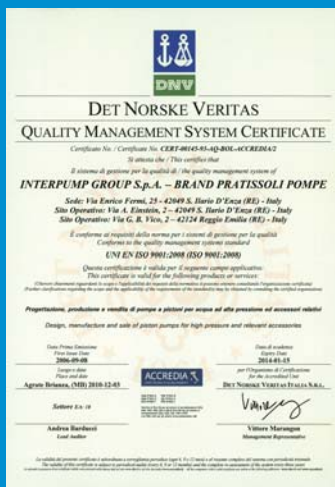 DNV
DET NORSKE VERITAS
QUALITY MANAGEMENT SYSTEM CERTIFICATE
Certificato No. / Certificate No. CERT-00145-93-AQ-BOL-ACCREDIA/2
Si attesta che / This certifies that
Il sistema di gestione per la qualità di / the quality management system of
INTERPUMP GROUP S.p.A. – BRAND PRATISSOLI POMPE
Sede: Via Enrico Fermi, 25 - 42049 S. Ilario D'Enza (RE) - Italy
Sito Operativo: Via A. Einstein, 2 – 42049 S. Ilario D'Enza (RE) - Italy
Sito Operativo: Via G. B. Vico, 2 – 42124 Reggio Emilia (RE) - Italy
È conforme ai requisiti della norma per i sistemi di gestione per la qualità
Conforms to the quality management systems standard
UNI EN ISO 9001:2008 (ISO 9001:2008)
Questa certificazione è valida per il seguente campo applicativo:
This certificate is valid for the following products or services:
Progettazione, produzione e vendita di pompe a pistoni per acqua ad alta pressione ed accessori relativi
Design, manufacture and sale of piston pumps for high pressure and relevant accessories
Data Prima Emissione
First Issue Date
2006-09-08
Data di scadenza
Expiry Date
2014-01-15
Luogo e data
Place and date
Agrate Brianza, (MB) 2010-12-03
ACCREDIA
per l'Organismo di Certificazione
for the Accredited Unit
DET NORSKE VERITAS ITALIA S.R.L.
Settore EA: 18
Andrea Barducci
Lead Auditor
Vittore Marangon
Management Representative